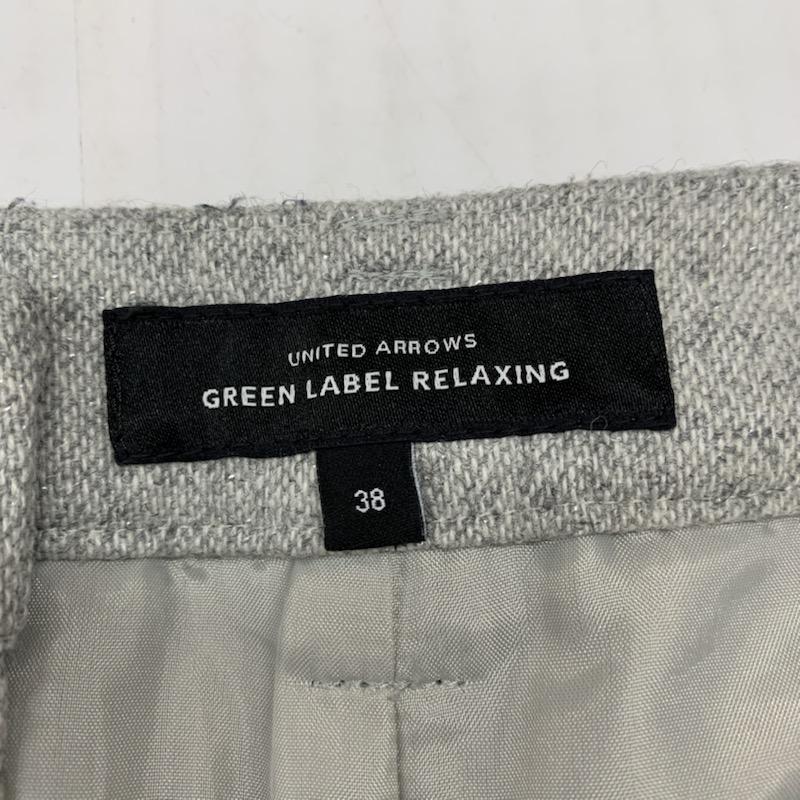 UNITED ARROWS
GREEN LABEL RELAXING
38